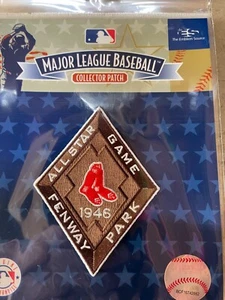 The Emblem Source
MAJOR LEAGUE BASEBALL
COLLECTOR PATCH
ALL STAR GAME
1946
FENWAY PARK